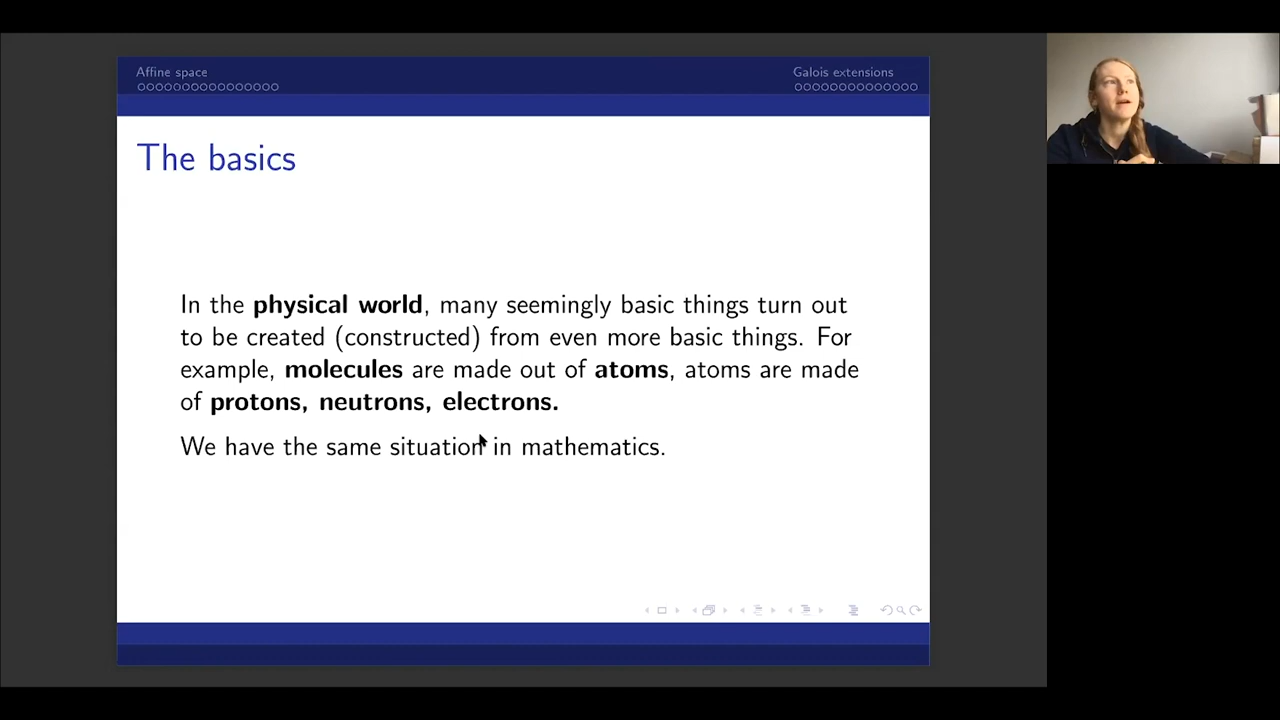 Affine space
Galois extensions
The basics
In the physical world, many seemingly basic things turn out
to be created (constructed) from even more basic things. For
example, molecules are made out of atoms, atoms are made
of protons, neutrons, electrons.
We have the same situation in mathematics.